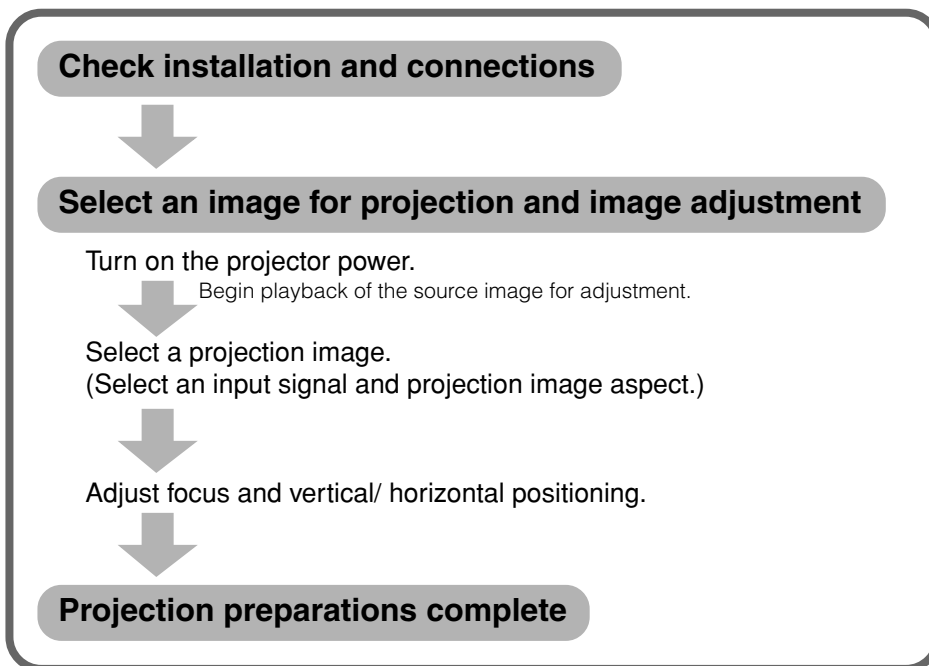 Check installation and connections
Select an image for projection and image adjustment
Turn on the projector power.
Begin playback of the source image for adjustment.
Select a projection image.
(Select an input signal and projection image aspect.)
Adjust focus and vertical/ horizontal positioning.
Projection preparations complete